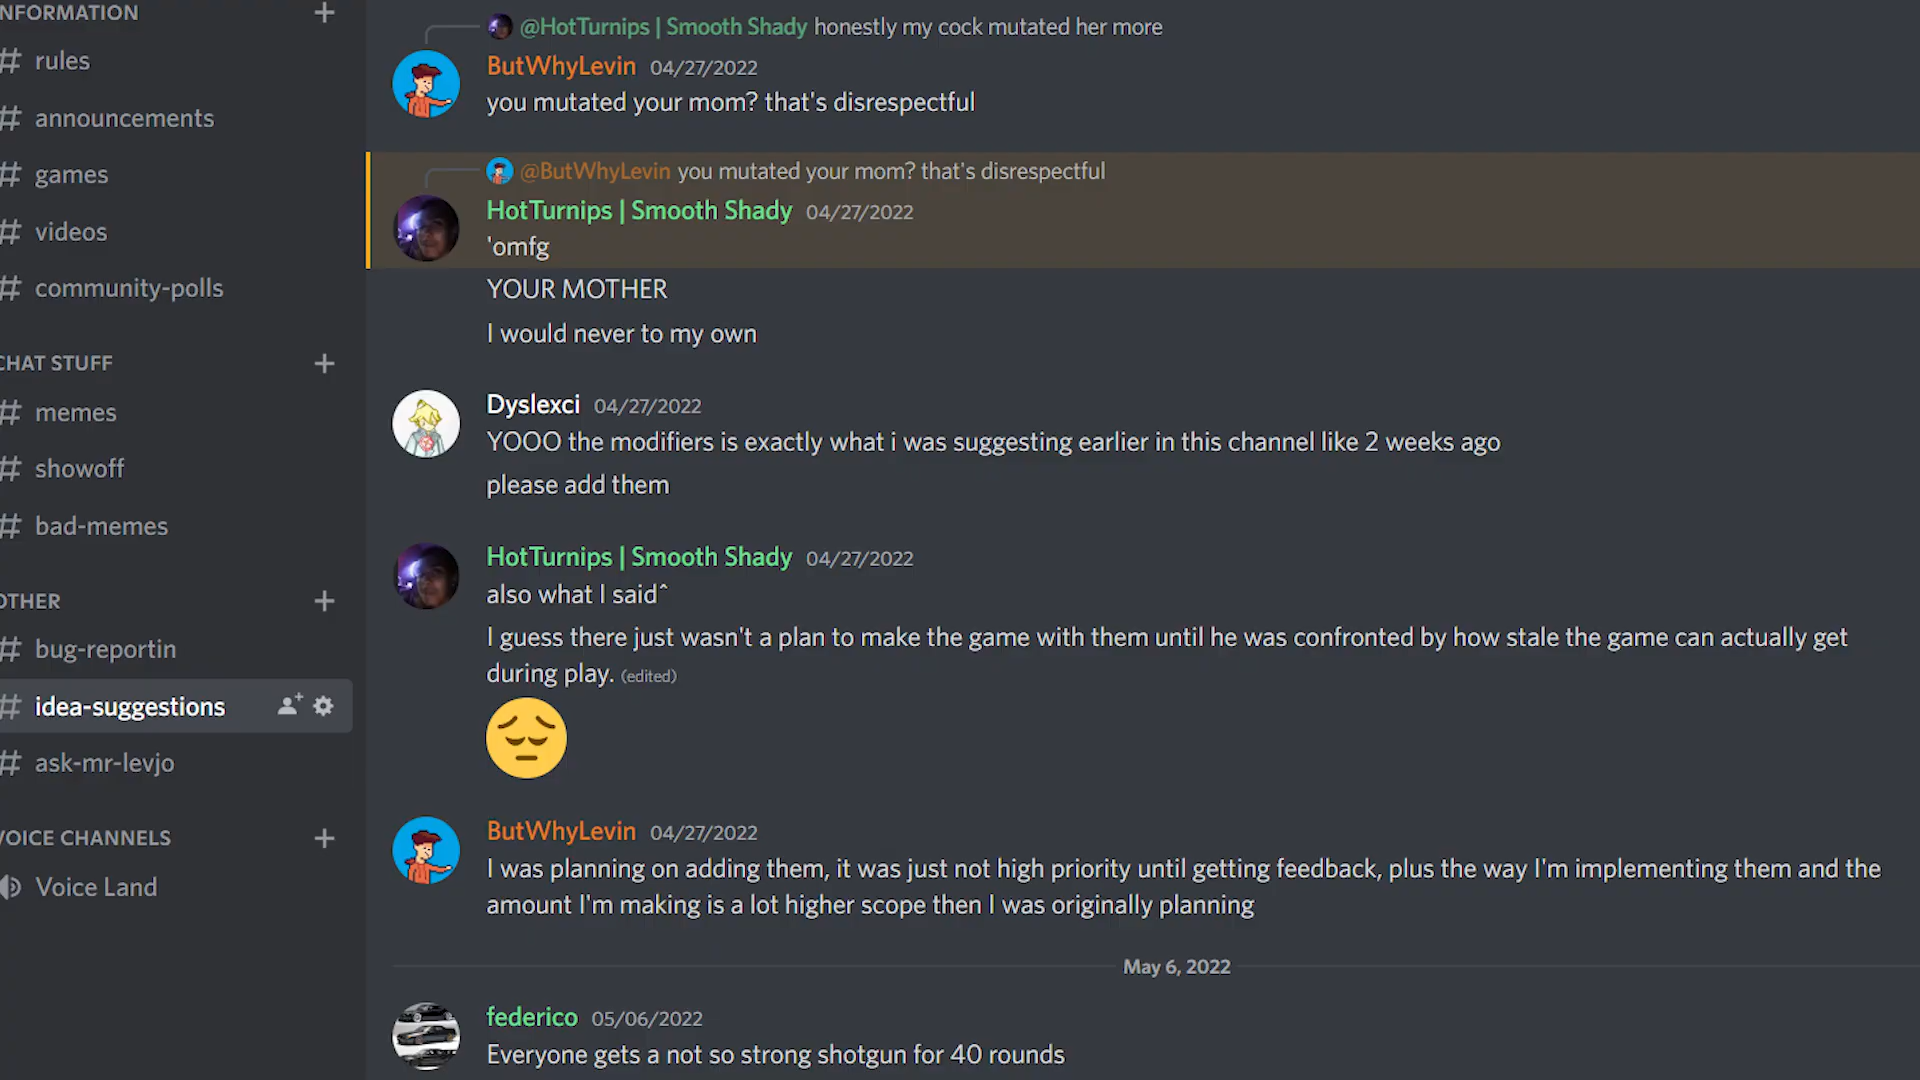 NFORMATION
# rules
# announcements
# games
# videos
# community-polls
CHAT STUFF
# memes
# showoff
# bad-memes
OTHER
# bug-reportin
# idea-suggestions
# ask-mr-levjo
VOICE CHANNELS
Voice Land
@HotTurnips | Smooth Shady honestly my cock mutated her more
ButWhyLevin 04/27/2022
you mutated your mom? that's disrespectful
@ButWhyLevin you mutated your mom? that's disrespectful
HotTurnips | Smooth Shady 04/27/2022
'omfg
YOUR MOTHER
I would never to my own
Dyslexci 04/27/2022
YOOO the modifiers is exactly what i was suggesting earlier in this channel like 2 weeks ago
please add them
HotTurnips | Smooth Shady 04/27/2022
also what I said^
I guess there just wasn't a plan to make the game with them until he was confronted by how stale the game can actually get
during play. (edited)
ButWhyLevin 04/27/2022
I was planning on adding them, it was just not high priority until getting feedback, plus the way I'm implementing them and the
amount I'm making is a lot higher scope then I was originally planning
May 6, 2022
federico 05/06/2022
Everyone gets a not so strong shotgun for 40 rounds